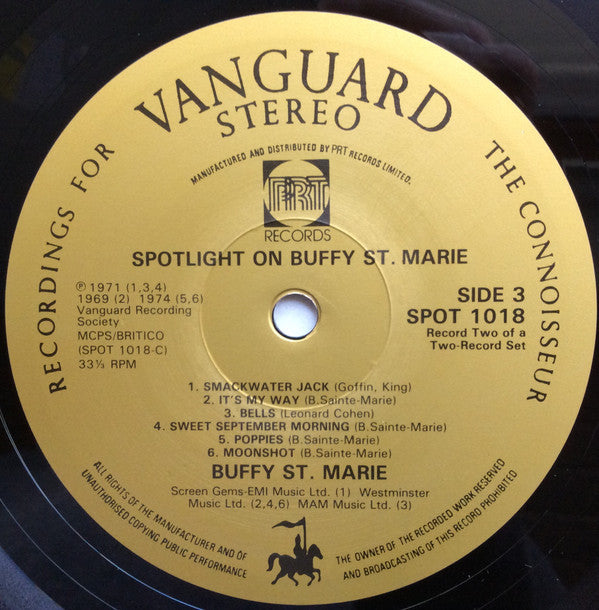 RECORDINGS FOR THE CONNOISSEUR
VANGUARD
STEREO
MANUFACTURED AND DISTRIBUTED BY PRT RECORDS LIMITED.
PRT
RECORDS
SPOTLIGHT ON BUFFY ST. MARIE
℗ 1971 (1,3,4)
1969 (2) 1974 (5,6)
Vanguard Recording
Society
MCPS/BRITICO
(SPOT 1018-C)
33⅓ RPM
SIDE 3
SPOT 1018
Record Two of a
Two-Record Set
1. SMACKWATER JACK (Goffin, King)
2. IT'S MY WAY (B.Sainte-Marie)
3. BELLS (Leonard Cohen)
4. SWEET SEPTEMBER MORNING (B.Sainte-Marie)
5. POPPIES (B.Sainte-Marie)
6. MOONSHOT (B.Sainte-Marie)
BUFFY ST. MARIE
Screen Gems-EMI Music Ltd. (1) Westminster
Music Ltd. (2,4,6) MAM Music Ltd. (3)
ALL RIGHTS OF THE MANUFACTURER AND OF THE OWNER OF THE RECORDED WORK RESERVED
UNAUTHORISED COPYING PUBLIC PERFORMANCE AND BROADCASTING OF THIS RECORD PROHIBITED